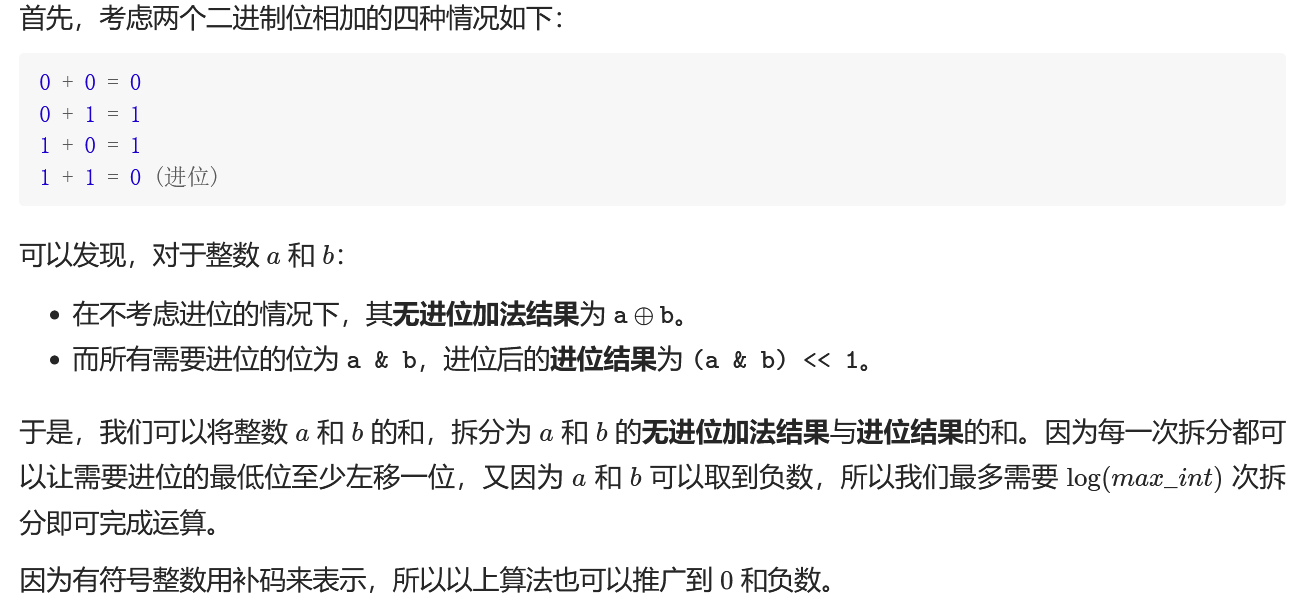 首先，考虑两个二进制位相加的四种情况如下：
0 + 0 = 0
0 + 1 = 1
1 + 0 = 1
1 + 1 = 0（进位）
可以发现，对于整数 a 和 b：
• 在不考虑进位的情况下，其无进位加法结果为 a ⊕ b。
• 而所有需要进位的位为 a & b，进位后的进位结果为 (a & b) << 1。
于是，我们可以将整数 a 和 b 的和，拆分为 a 和 b 的无进位加法结果与进位结果的和。因为每一次拆分都可
以让需要进位的最低位至少左移一位，又因为 a 和 b 可以取到负数，所以我们最多需要 log(max_int) 次拆
分即可完成运算。
因为有符号整数用补码来表示，所以以上算法也可以推广到 0 和负数。